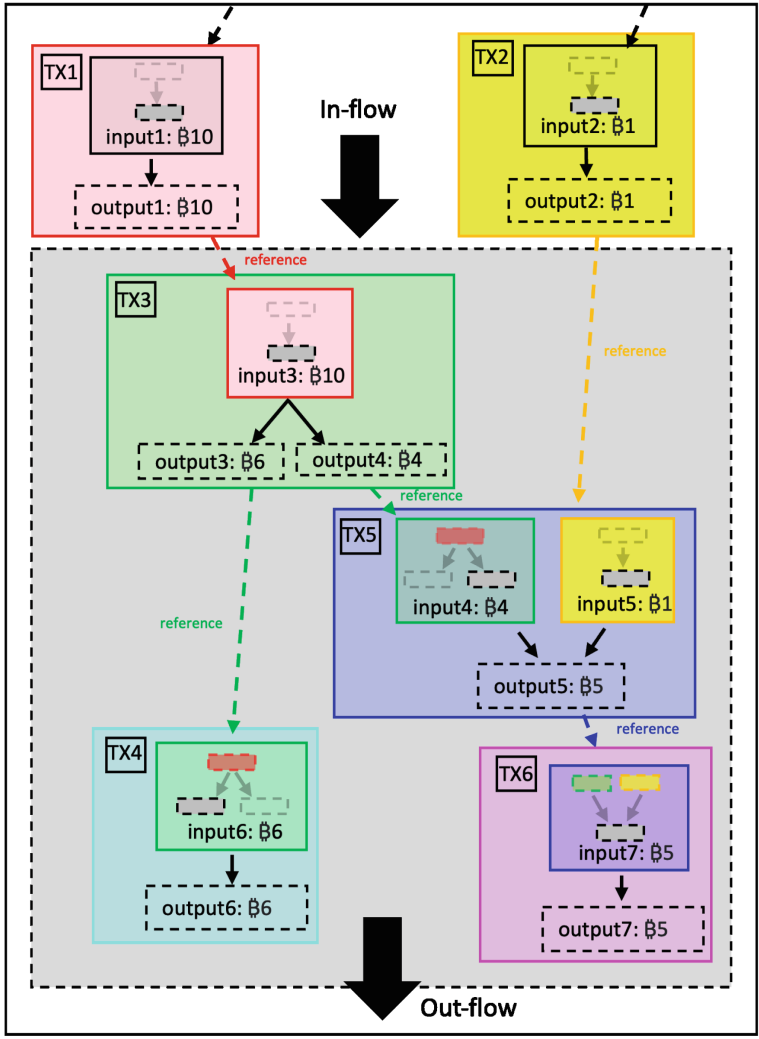 TX1
input1: ₿10
output1: ₿10
In-flow
TX2
input2: ₿1
output2: ₿1
reference
TX3
input3: ₿10
output3: ₿6
output4: ₿4
reference
reference
TX5
input4: ₿4
input5: ₿1
output5: ₿5
reference
TX4
input6: ₿6
output6: ₿6
reference
TX6
input7: ₿5
output7: ₿5
Out-flow